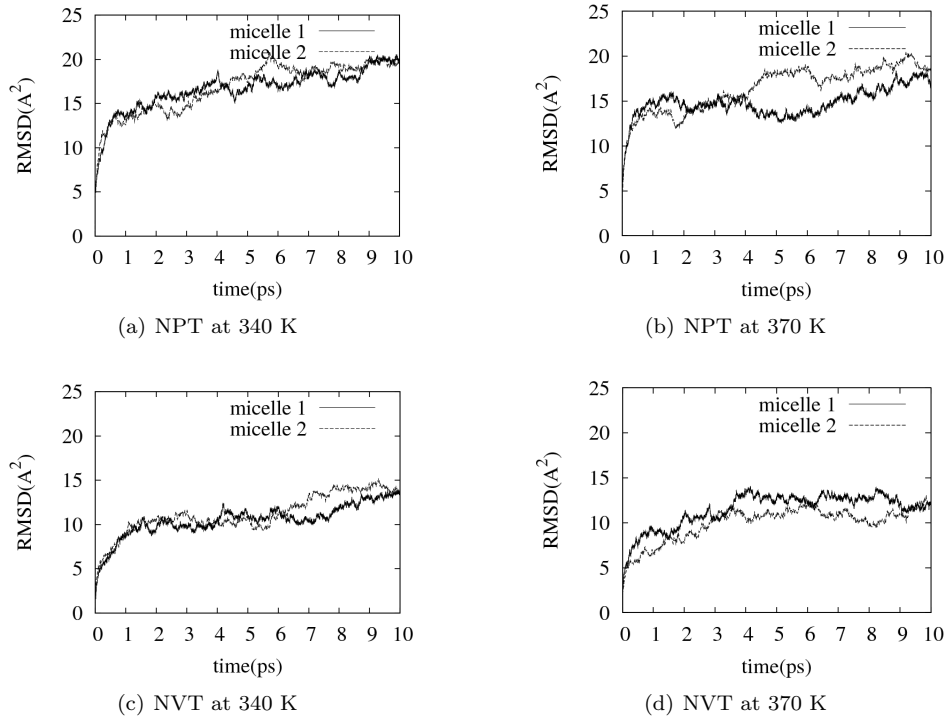 25
20
15
10
5
0
RMSD(A²)
micelle 1
micelle 2
0 1 2 3 4 5 6 7 8 9 10
time(ps)
(a) NPT at 340 K
25
20
15
10
5
0
RMSD(A²)
micelle 1
micelle 2
0 1 2 3 4 5 6 7 8 9 10
time(ps)
(b) NPT at 370 K
25
20
15
10
5
0
RMSD(A²)
micelle 1
micelle 2
0 1 2 3 4 5 6 7 8 9 10
time(ps)
(c) NVT at 340 K
25
20
15
10
5
0
RMSD(A²)
micelle 1
micelle 2
0 1 2 3 4 5 6 7 8 9 10
time(ps)
(d) NVT at 370 K